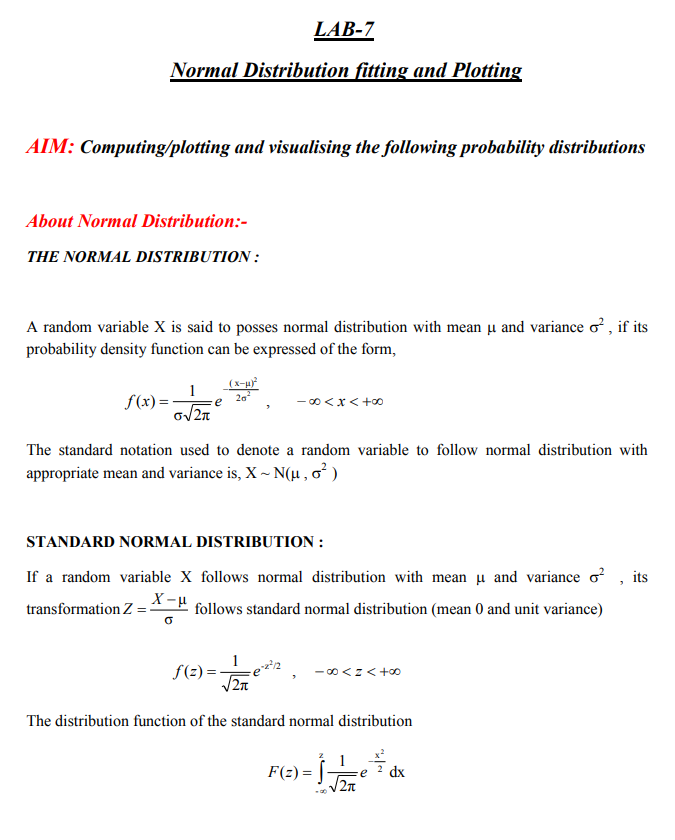 LAB-7
Normal Distribution fitting and Plotting
AIM: Computing/plotting and visualising the following probability distributions
About Normal Distribution:-
THE NORMAL DISTRIBUTION :
A random variable X is said to posses normal distribution with mean μ and variance σ² , if its
probability density function can be expressed of the form,
f(x) = 1/(σ√2π) e^(-(x-μ)²/2σ²) , -∞ < x < +∞
The standard notation used to denote a random variable to follow normal distribution with
appropriate mean and variance is, X ~ N(μ , σ² )
STANDARD NORMAL DISTRIBUTION :
If a random variable X follows normal distribution with mean μ and variance σ² , its
transformation Z = (X-μ)/σ follows standard normal distribution (mean 0 and unit variance)
f(z) = 1/√2π e^(-z²/2) , -∞ < z < +∞
The distribution function of the standard normal distribution
F(z) = ∫_{-∞}^{z} 1/√2π e^(-x²/2) dx